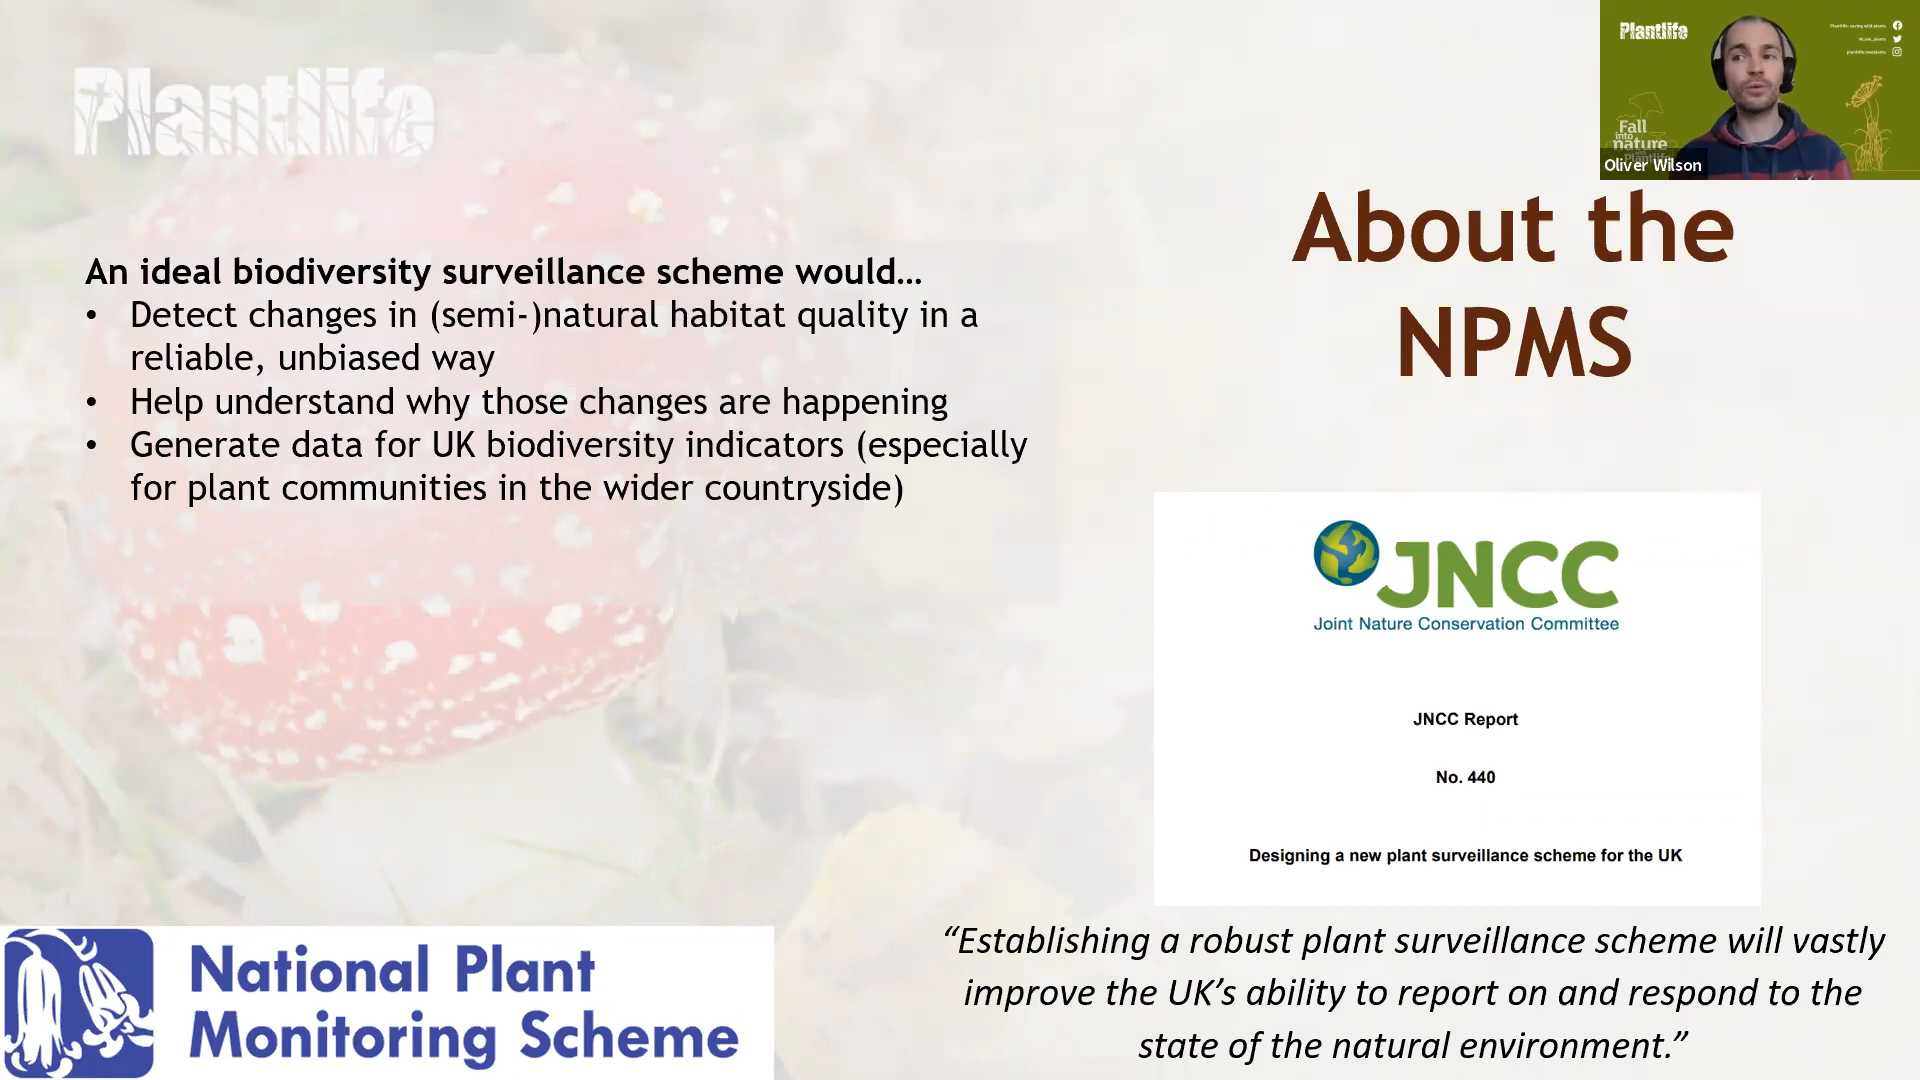 Plantlife
An ideal biodiversity surveillance scheme would…
• Detect changes in (semi-)natural habitat quality in a
reliable, unbiased way
• Help understand why those changes are happening
• Generate data for UK biodiversity indicators (especially
for plant communities in the wider countryside)
National Plant
Monitoring Scheme
Plantlife
Fall
into
nature
Plantlife
Oliver Wilson
About the
NPMS
JNCC
Joint Nature Conservation Committee
JNCC Report
No. 440
Designing a new plant surveillance scheme for the UK
“Establishing a robust plant surveillance scheme will vastly
improve the UK’s ability to report on and respond to the
state of the natural environment.”